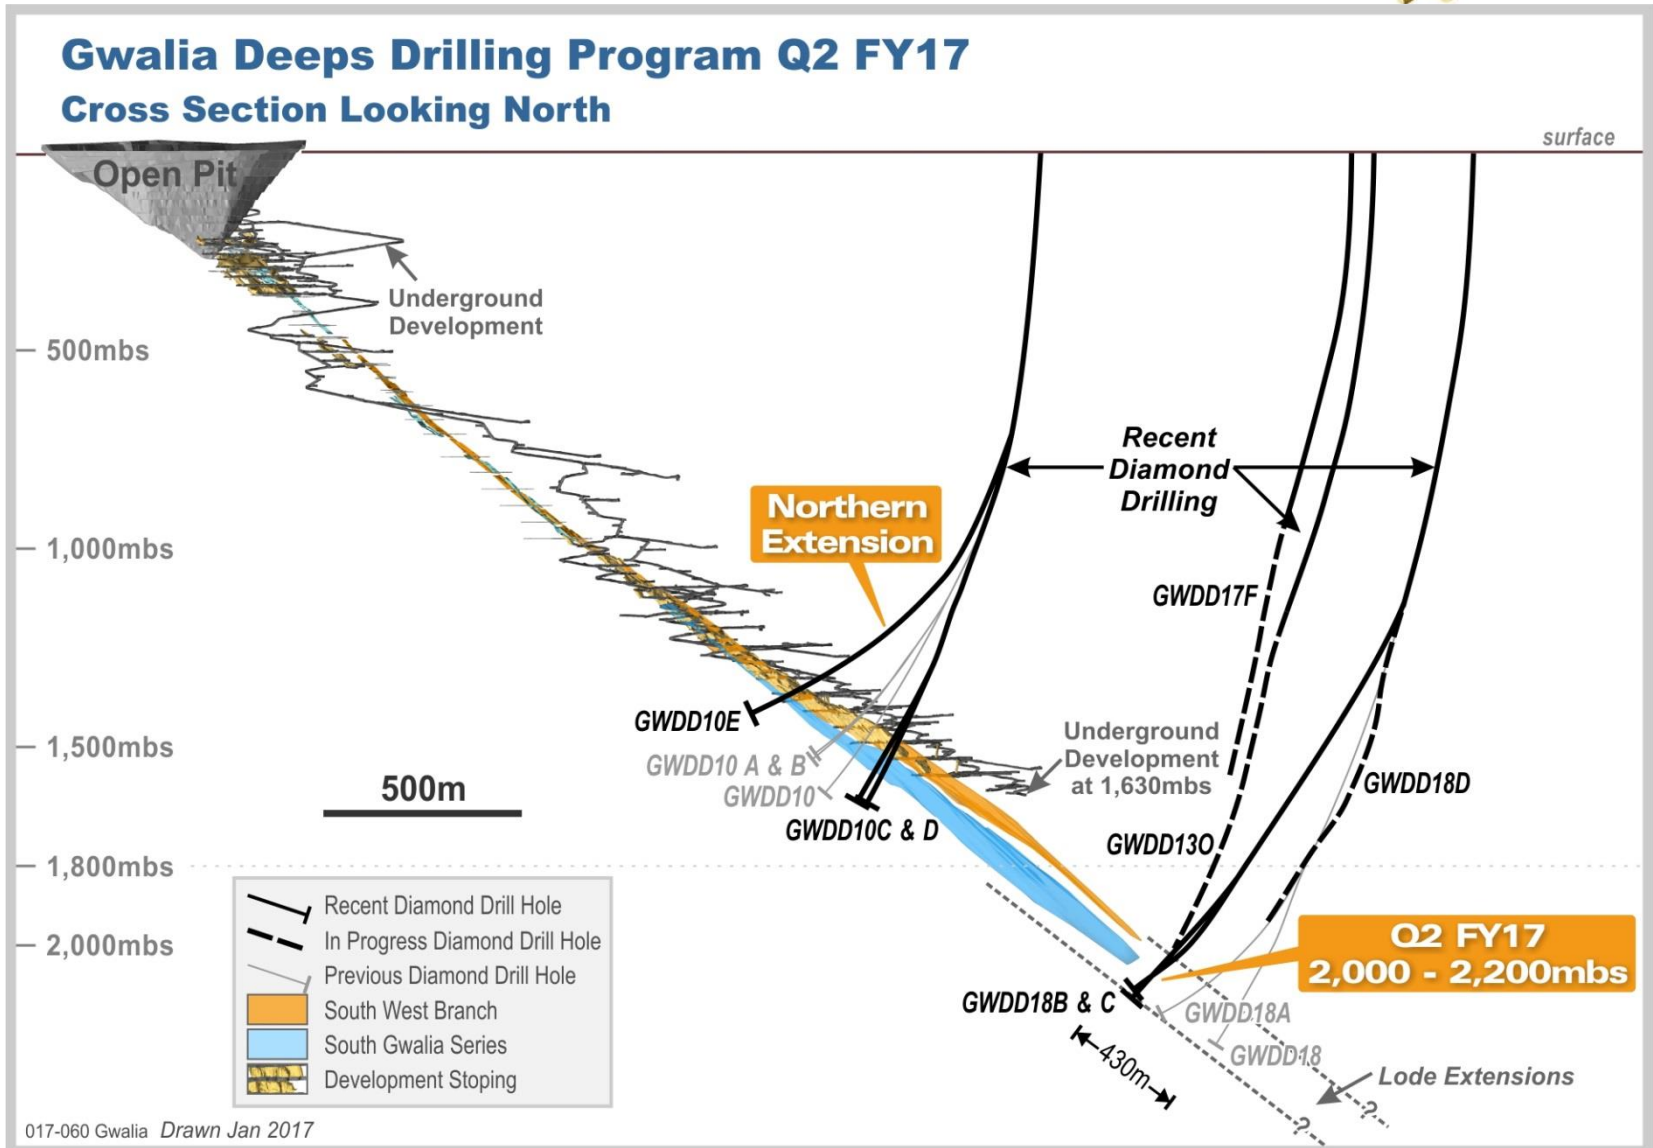 Gwalia Deeps Drilling Program Q2 FY17
Cross Section Looking North
surface
Open Pit
Underground
Development
500mbs
Recent
Diamond
Drilling
Northern
Extension
1,000mbs
GWDD17F
GWDD10E
Underground
Development
at 1,630mbs
1,500mbs
GWDD10 A & B
GWDD10
GWDD18D
500m
GWDD10C & D
GWDD13O
1,800mbs
Recent Diamond Drill Hole
In Progress Diamond Drill Hole
Previous Diamond Drill Hole
South West Branch
South Gwalia Series
Development Stoping
2,000mbs
Q2 FY17
2,000 - 2,200mbs
GWDD18B & C
GWDD18A
GWDD18
430m
Lode Extensions
?
?
017-060 Gwalia Drawn Jan 2017